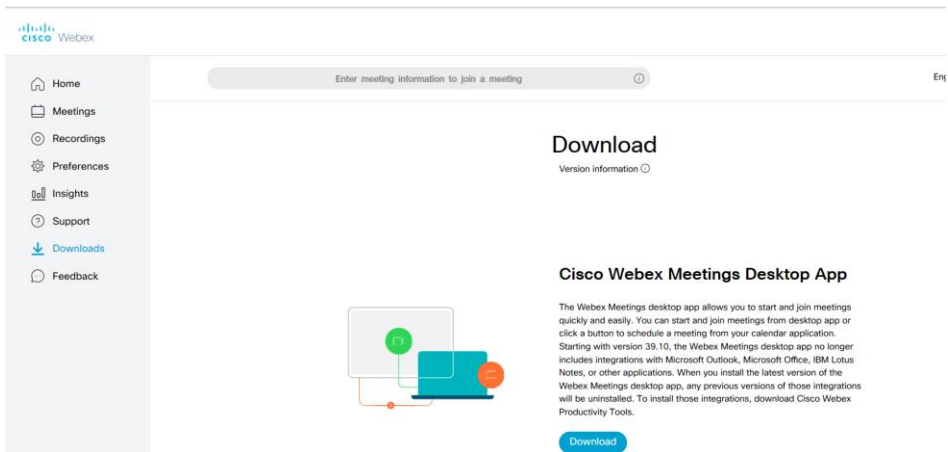 CISCO Webex
Enter meeting information to join a meeting
Eng
Home
Meetings
Recordings
Preferences
Insights
Support
Downloads
Feedback
Download
Version information
Cisco Webex Meetings Desktop App
The Webex Meetings desktop app allows you to start and join meetings
quickly and easily. You can start and join meetings from desktop app or
click a button to schedule a meeting from your calendar application.
Starting with version 39.10, the Webex Meetings desktop app no longer
includes integrations with Microsoft Outlook, Microsoft Office, IBM Lotus
Notes, or other applications. When you install the latest version of the
Webex Meetings desktop app, any previous versions of those integrations
will be uninstalled. To install those integrations, download Cisco Webex
Productivity Tools.
Download